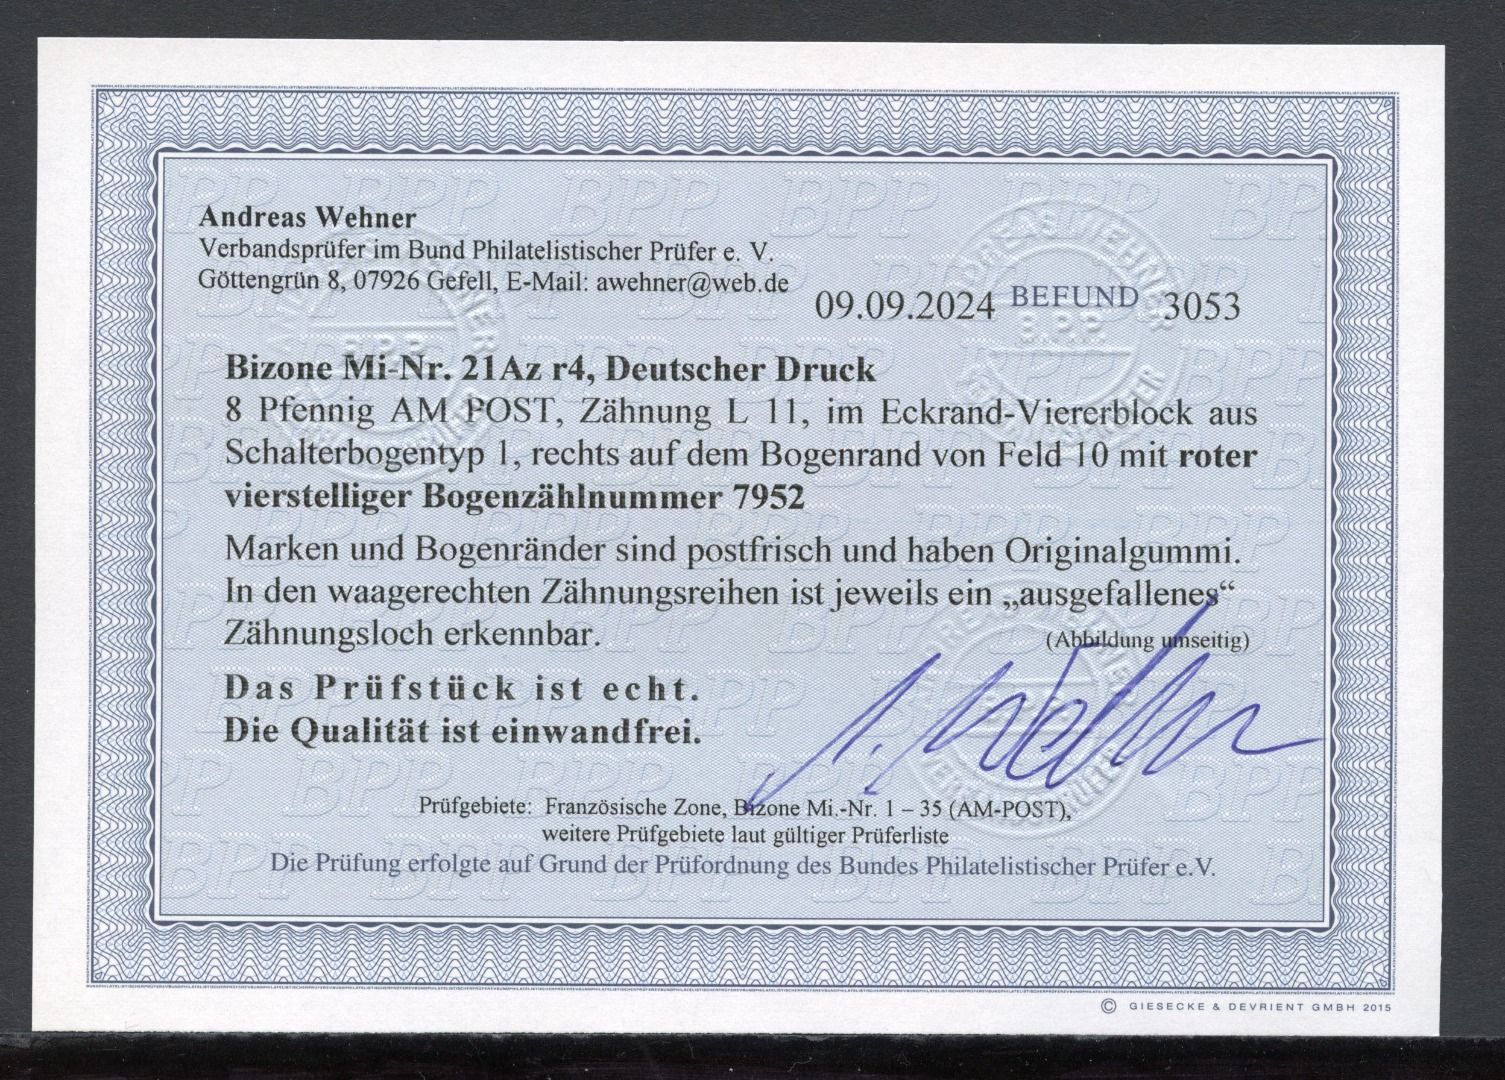 Andreas Wehner
Verbandsprüfer im Bund Philatelistischer Prüfer e. V.
Göttengrün 8, 07926 Gefell, E-Mail: awehner@web.de
09.09.2024 BEFUND 3053
Bizone Mi-Nr. 21Az r4, Deutscher Druck
8 Pfennig AM POST, Zähnung L 11, im Eckrand-Viererblock aus
Schalterbogentyp 1, rechts auf dem Bogenrand von Feld 10 mit roter
vierstelliger Bogenzählnummer 7952
Marken und Bogenränder sind postfrisch und haben Originalgummi.
In den waagerechten Zähnungsreihen ist jeweils ein „ausgefallenes“
Zähnungsloch erkennbar.
(Abbildung umseitig)
Das Prüfstück ist echt.
Die Qualität ist einwandfrei.
A. Wehner
Prüfgebiete: Französische Zone, Bizone Mi.-Nr. 1 – 35 (AM-POST),
weitere Prüfgebiete laut gültiger Prüferliste
Die Prüfung erfolgte auf Grund der Prüfordnung des Bundes Philatelistischer Prüfer e.V.
© GIESECKE & DEVRIENT GMBH 2015